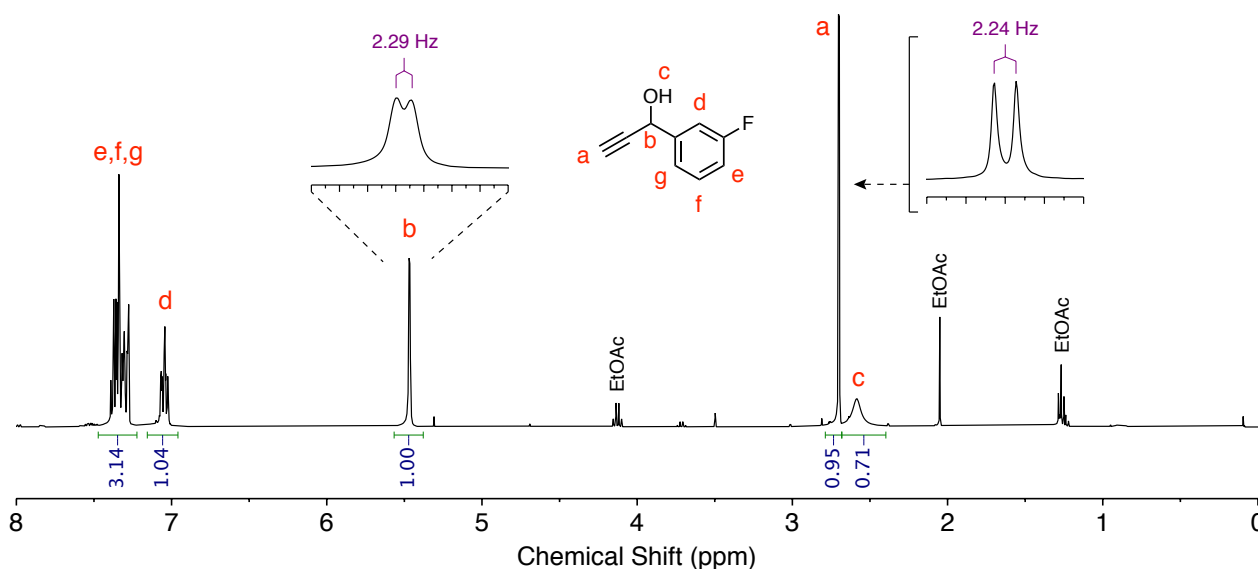 2.29 Hz
a
2.24 Hz
c
OH
d
F
b
a
g
e
f
e,f,g
b
d
EtOAc
c
EtOAc
EtOAc
3.14
1.04
1.00
0.95
0.71
8
7
6
5
4
3
2
1
0
Chemical Shift (ppm)